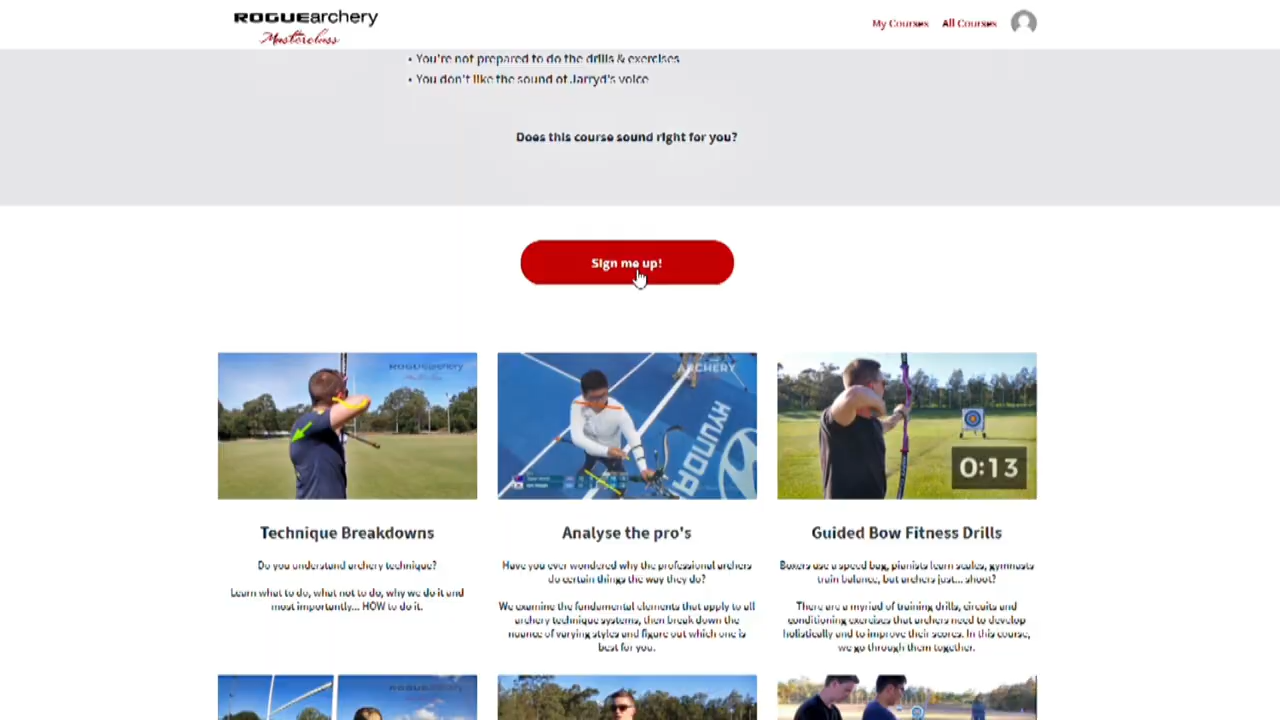 ROGUEarchery
Masterclass
My Courses
All Courses
• You're not prepared to do the drills & exercises
• You don't like the sound of Jarryd's voice
Does this course sound right for you?
Sign me up!
ROGUEarchery
ARCHERY
HYUNDAI
0:13
Technique Breakdowns
Do you understand archery technique?
Learn what to do, what not to do, why we do it and
most importantly... HOW to do it.
Analyse the pro's
Have you ever wondered why the professional archers
do certain things the way they do?
We examine the fundamental elements that apply to all
archery technique systems, then break down the
nuance of varying styles and figure out which one is
best for you.
Guided Bow Fitness Drills
Boxers use a speed bag, pianists learn scales, gymnasts
train balance, but archers just... shoot?
There are a myriad of training drills, circuits and
conditioning exercises that archers need to develop
holistically and to improve their scores. In this course,
we go through them together.
ROGUEarchery